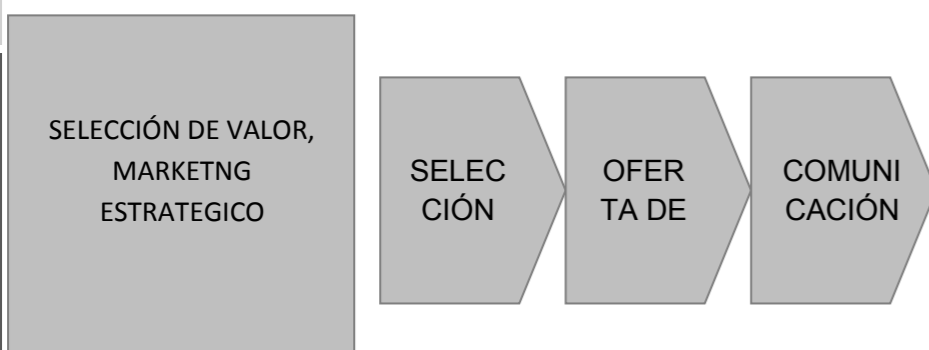 SELECCIÓN DE VALOR,
MARKETNG
ESTRATEGICO
SELEC
CIÓN
OFER
TA DE
COMUNI
CACIÓN